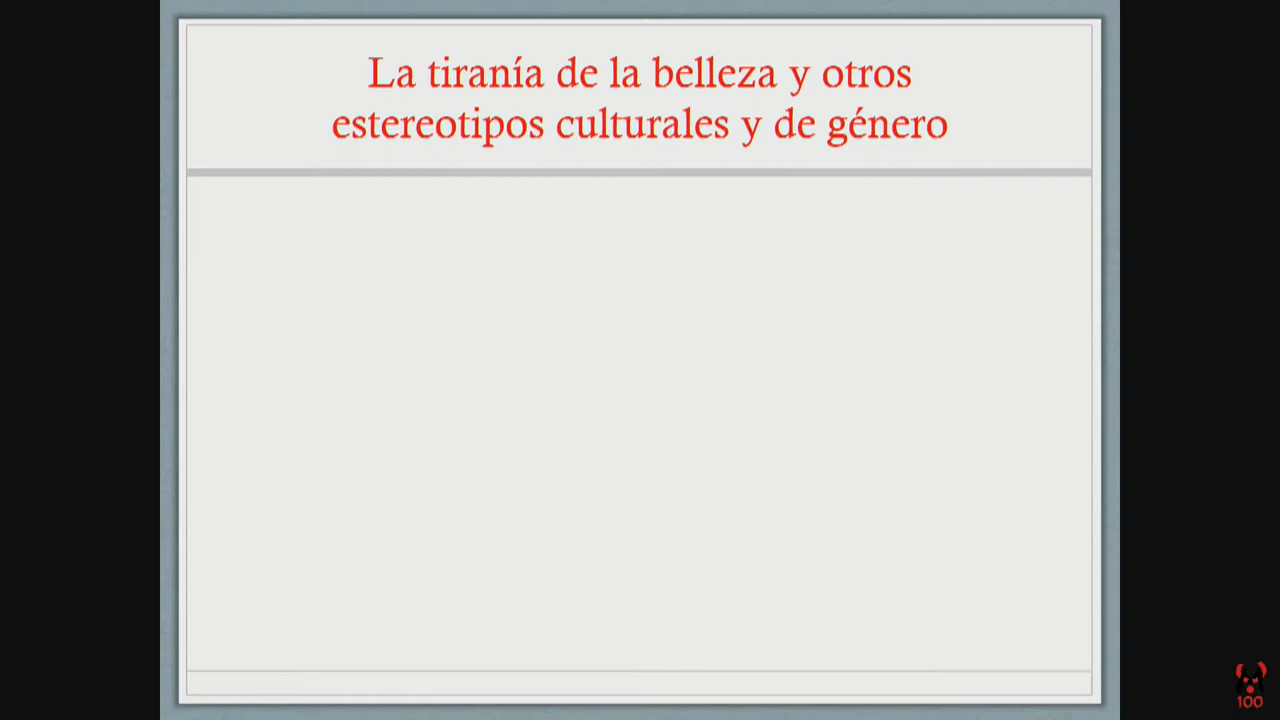 La tiranía de la belleza y otros
estereotipos culturales y de género
100